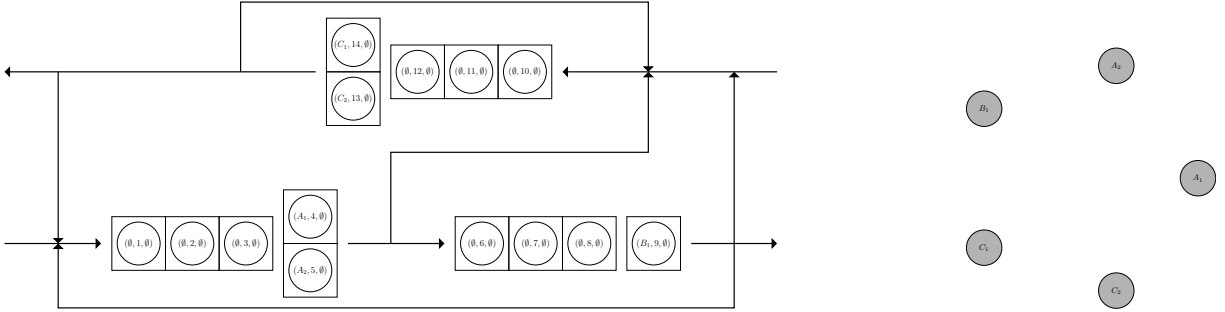 (C₁, 14, ∅)
(∅, 12, ∅) (∅, 11, ∅) (∅, 10, ∅)
(C₂, 13, ∅)
(A₁, 4, ∅)
(∅, 1, ∅) (∅, 2, ∅) (∅, 3, ∅)
(A₂, 5, ∅)
(∅, 6, ∅) (∅, 7, ∅) (∅, 8, ∅) (B₁, 9, ∅)
A₂
B₁
A₁
C₁
C₂